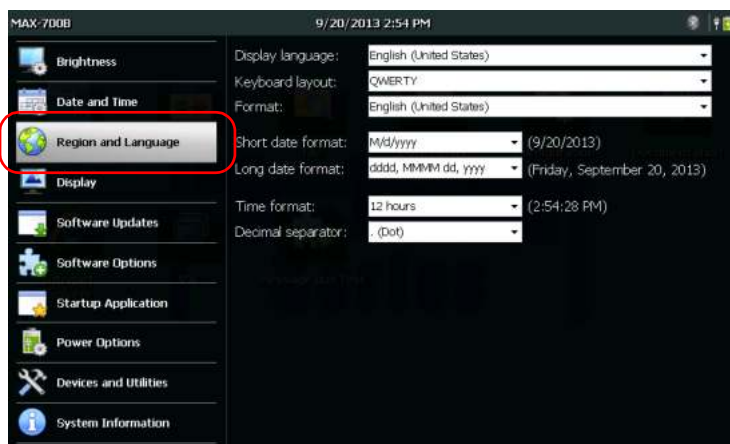 MAX-700B 9/20/2013 2:54 PM
Brightness
Date and Time
Region and Language
Display
Software Updates
Software Options
Startup Application
Power Options
Devices and Utilities
System Information
Display language: English (United States)
Keyboard layout: QWERTY
Format: English (United States)
Short date format: M/d/yyyy (9/20/2013)
Long date format: dddd, MMMM dd, yyyy (Friday, September 20, 2013)
Time format: 12 hours (2:54:28 PM)
Decimal separator: . (Dot)